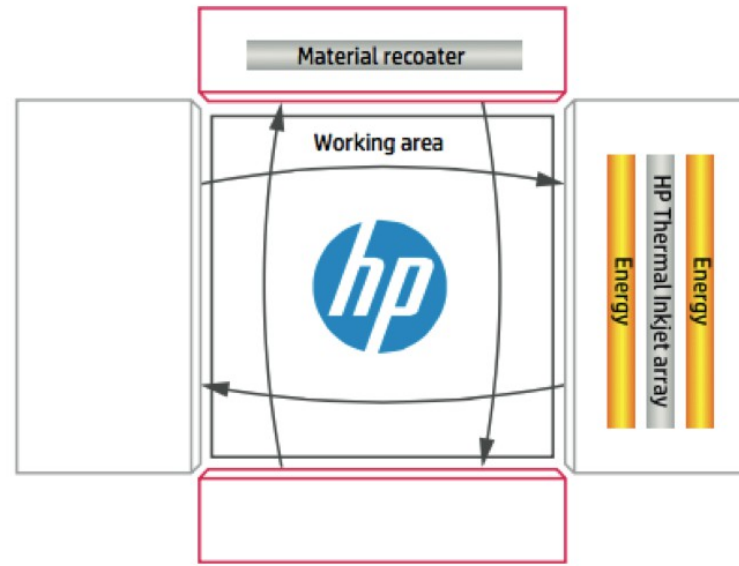 Material recoater
Working area
hp
Energy
HP Thermal Inkjet array
Energy